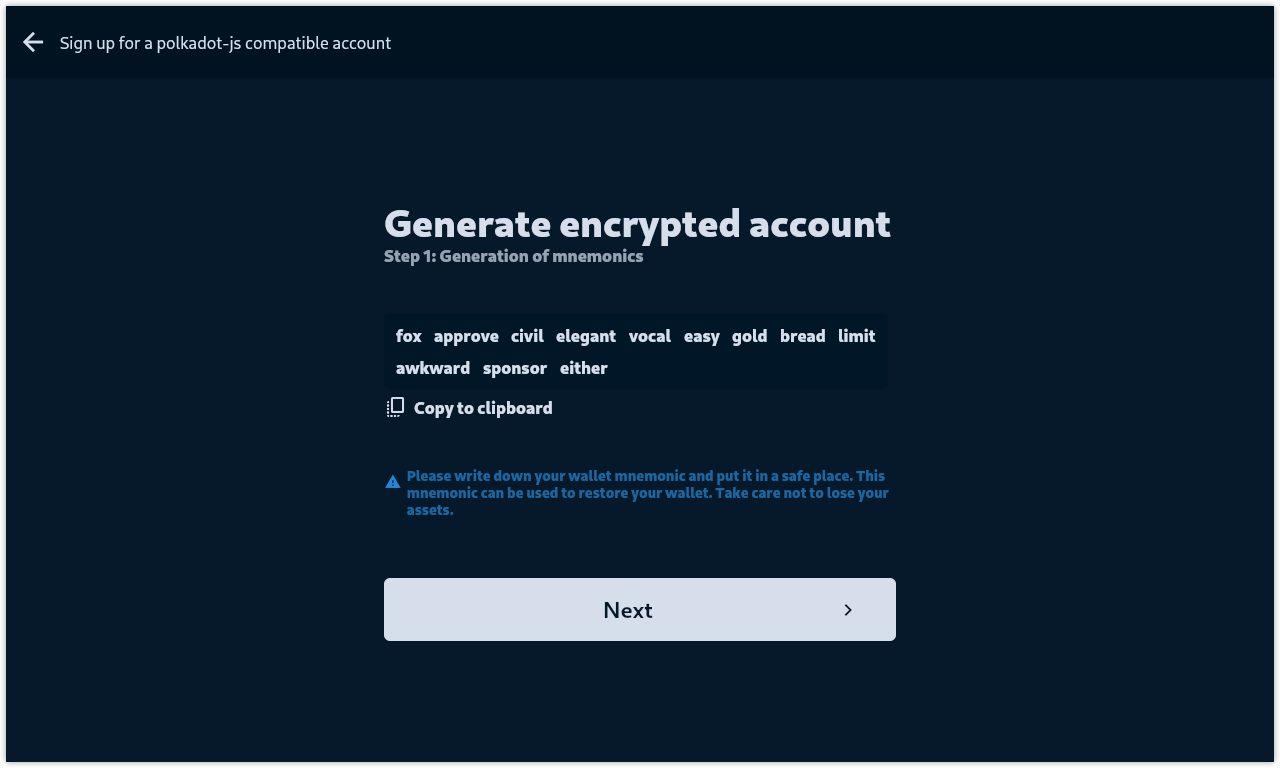 Sign up for a polkadot-js compatible account
Generate encrypted account
Step 1: Generation of mnemonics
fox approve civil elegant vocal easy gold bread limit
awkward sponsor either
Copy to clipboard
Please write down your wallet mnemonic and put it in a safe place. This
mnemonic can be used to restore your wallet. Take care not to lose your
assets.
Next